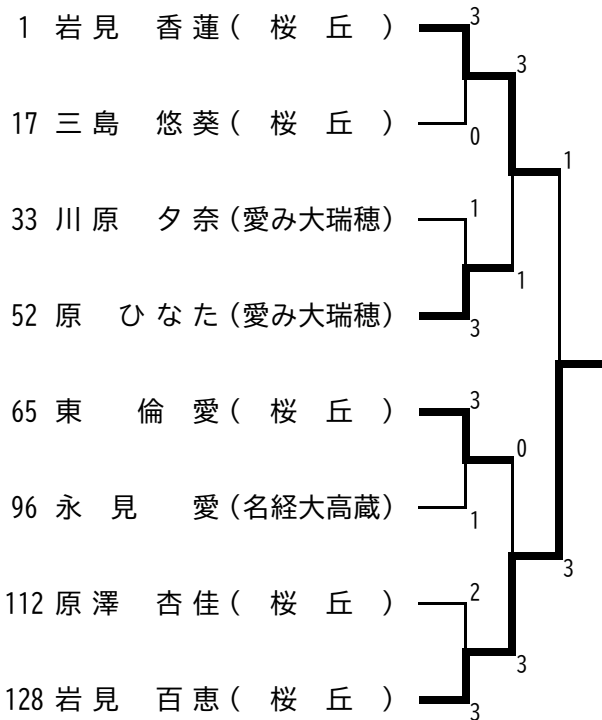 1 岩見 香蓮(桜丘) 3
3
17 三島 悠葵(桜丘) 0
1
33 川原 夕奈(愛み大瑞穂) 1
1
52 原 ひなた(愛み大瑞穂) 3
65 東 倫愛(桜丘) 3
0
96 永見 愛(名経大高蔵) 1
3
112 原澤 杏佳(桜丘) 2
3
128 岩見 百恵(桜丘) 3